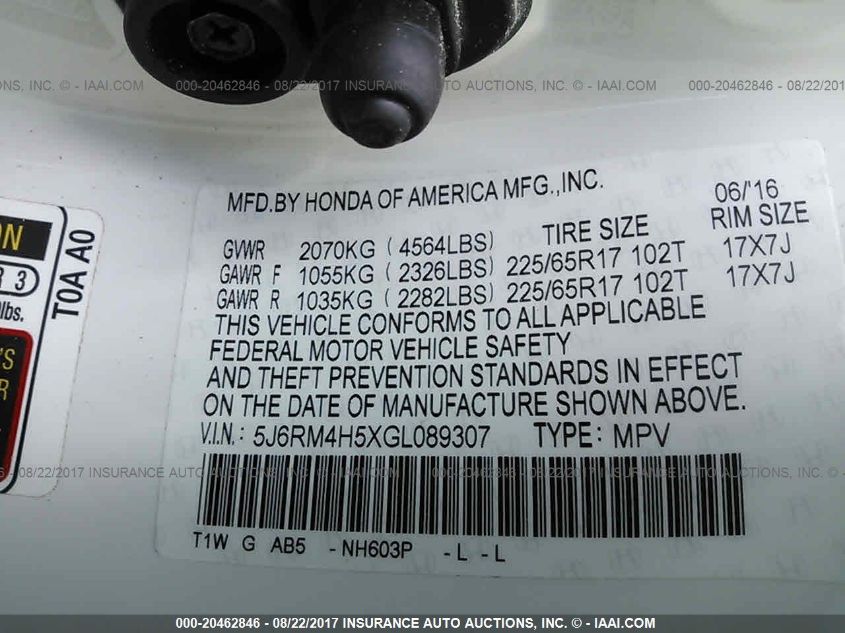 000-20462846 - 08/22/2017 INSURANCE AUTO AUCTIONS, INC. - IAAI.COM
MFD.BY HONDA OF AMERICA MFG.,INC. 06/'16
GVWR 2070KG (4564LBS) TIRE SIZE RIM SIZE
GAWR F 1055KG (2326LBS) 225/65R17 102T 17X7J
GAWR R 1035KG (2282LBS) 225/65R17 102T 17X7J
THIS VEHICLE CONFORMS TO ALL APPLICABLE
FEDERAL MOTOR VEHICLE SAFETY
AND THEFT PREVENTION STANDARDS IN EFFECT
ON THE DATE OF MANUFACTURE SHOWN ABOVE.
V.I.N.: 5J6RM4H5XGL089307 TYPE: MPV
T1W G AB5 -NH603P -L -L
T0A A0
R 3
lbs.
000-20462846 - 08/22/2017 INSURANCE AUTO AUCTIONS, INC. - IAAI.COM